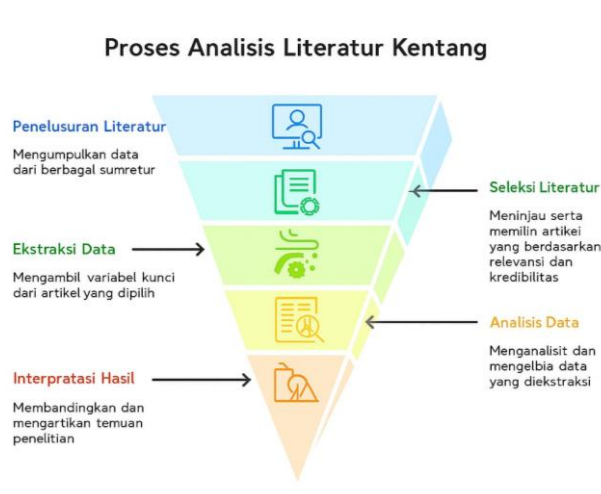 Proses Analisis Literatur Kentang
Penelusuran Literatur
Mengumpulkan data
dari berbagal sumretur
Seleksi Literatur
Meninjau serta
memilin artikei
yang berdasarkan
relevansi dan
kredibilitas
Ekstraksi Data
Mengambil variabel kunci
dari artikel yang dipilih
Analisis Data
Menganalisit dan
mengelbia data
yang diekstraksi
Interpratasi Hasil
Membandingkan dan
mengartikan temuan
penelitian